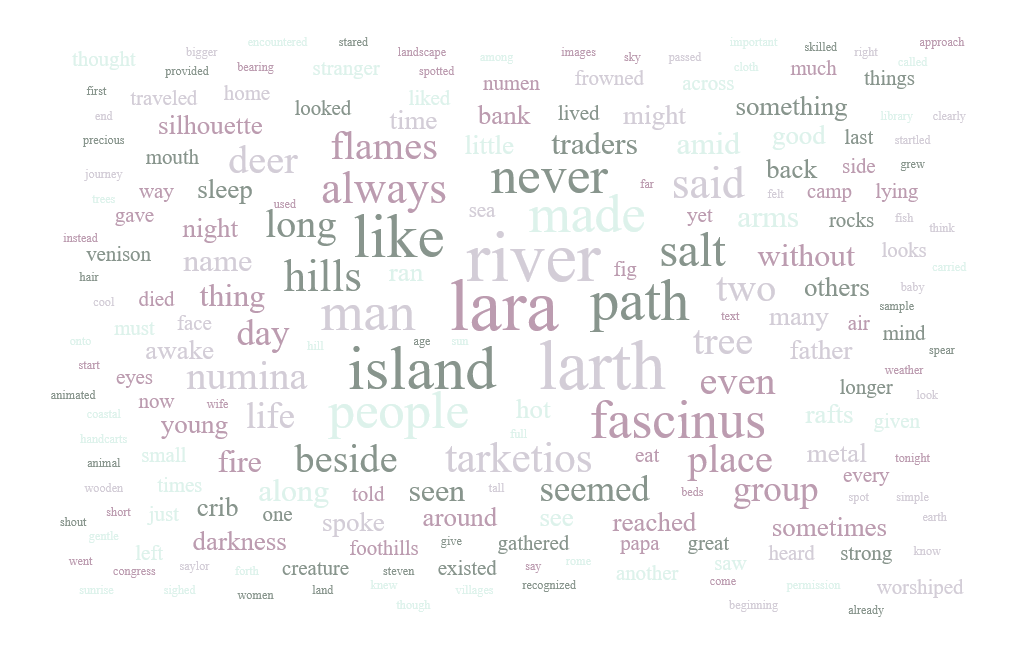 encountered stared important skilled approach
thought bigger landscape among images sky passed right called
provided bearing stranger spotted cloth much
first traveled home numen frowned across things
end looked liked bank lived might something library clearly
precious silhouette time traders good last startled
mouth deer flames little amid back side grew
journey way sleep always never far said felt camp lying
trees gave used long like sea made yet arms rocks fish
instead night river salt without looks think
venison name hills ran fig carried
hair cool died thing man lara path two others baby sample
must face day hill age sun text many air mind
onto awake tree father spear
start eyes numina island larth even longer weather
animated now wife life people hot fascinus rafts given look
coastal young full
handcarts small fire beside tarketios eat place metal tonight
animal times along told seen tall seemed beds group every
wooden crib one spot simple
short just spoke around see reached sometimes earth
shout gentle left darkness foothills give gathered papa great heard strong know
went congress saylor forth creature steven existed say rome another saw come
sunrise sighed women land knew villages recognized permission worshiped
though beginning already